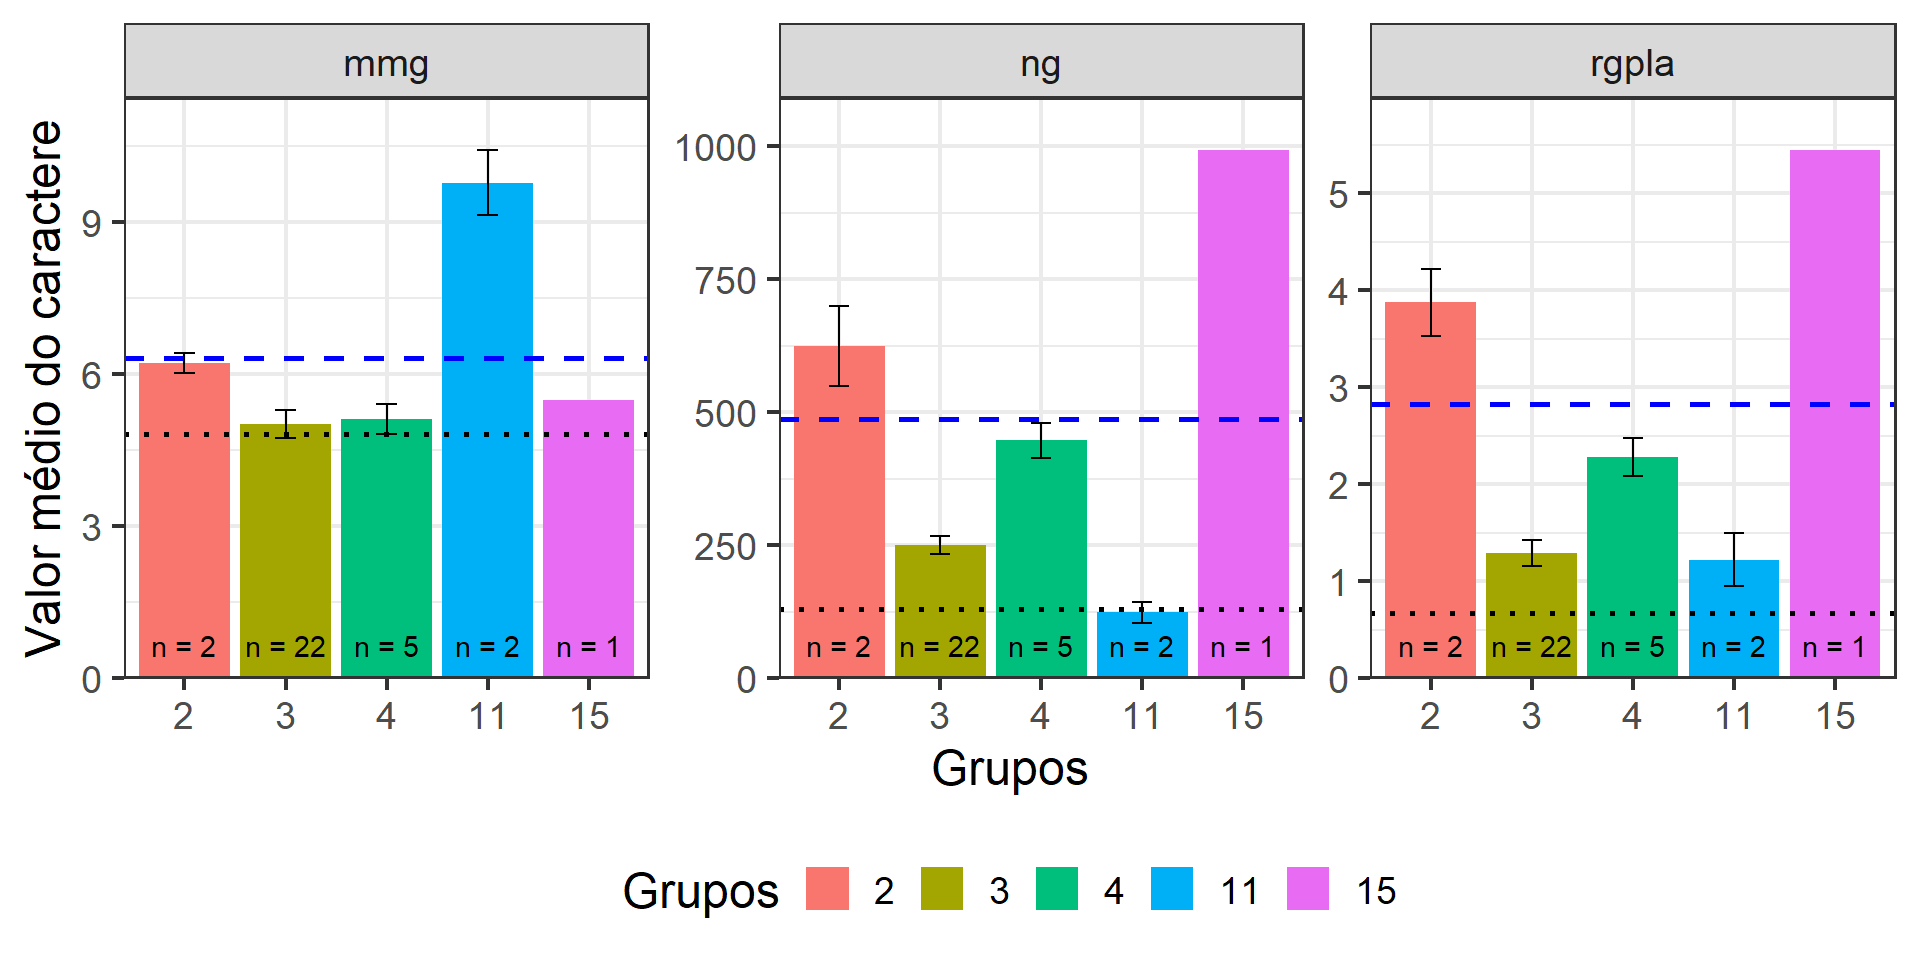 mmg
ng
rgpla
Valor médio do caractere
9
6
3
0
n = 2
n = 22
n = 5
n = 2
n = 1
2
3
4
11
15
1000
750
500
250
0
n = 2
n = 22
n = 5
n = 2
n = 1
2
3
4
11
15
5
4
3
2
1
0
n = 2
n = 22
n = 5
n = 2
n = 1
2
3
4
11
15
Grupos
Grupos 2 3 4 11 15